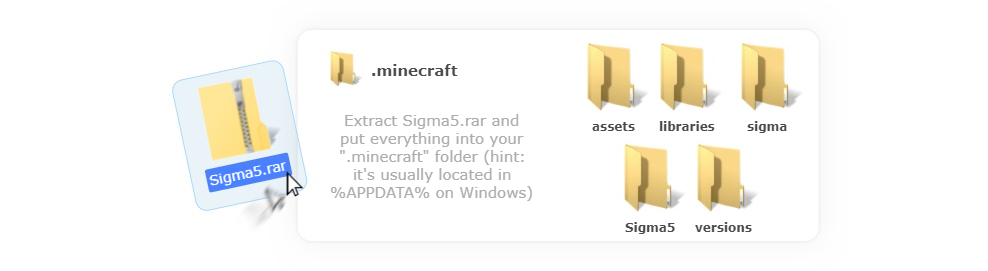 Sigma5.rar
.minecraft
Extract Sigma5.rar and
put everything into your
".minecraft" folder (hint:
it's usually located in
%APPDATA% on Windows)
assets libraries sigma
Sigma5 versions